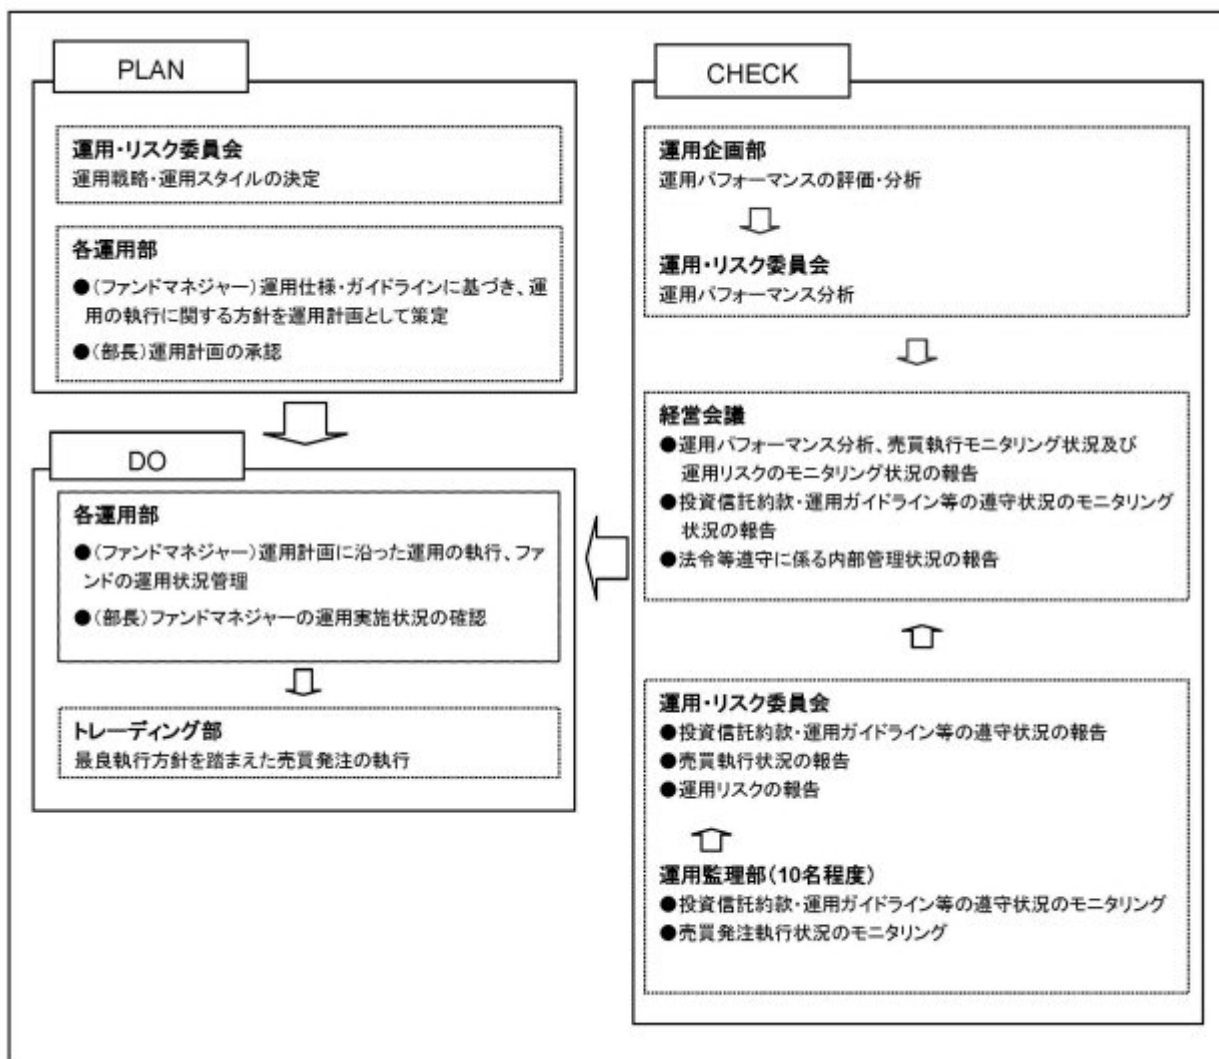 PLAN
運用・リスク委員会
運用戦略・運用スタイルの決定
各運用部
●(ファンドマネジャー)運用仕様・ガイドラインに基づき、運
用の執行に関する方針を運用計画として策定
●(部長)運用計画の承認
DO
各運用部
●(ファンドマネジャー)運用計画に沿った運用の執行、ファ
ンドの運用状況管理
●(部長)ファンドマネジャーの運用実施状況の確認
トレーディング部
最良執行方針を踏まえた売買発注の執行
CHECK
運用企画部
運用パフォーマンスの評価・分析
運用・リスク委員会
運用パフォーマンス分析
経営会議
●運用パフォーマンス分析、売買執行モニタリング状況及び
運用リスクのモニタリング状況の報告
●投資信託約款・運用ガイドライン等の遵守状況のモニタリング
状況の報告
●法令等遵守に係る内部管理状況の報告
運用・リスク委員会
●投資信託約款・運用ガイドライン等の遵守状況の報告
●売買執行状況の報告
●運用リスクの報告
運用監理部(10名程度)
●投資信託約款・運用ガイドライン等の遵守状況のモニタリング
●売買発注執行状況のモニタリング